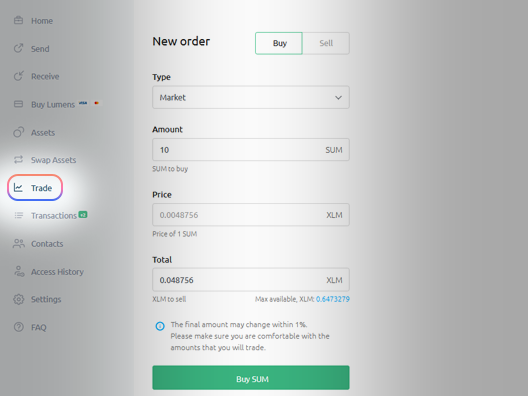 Home
Send
Receive
Buy Lumens VISA
Assets
Swap Assets
Trade
Transactions
Contacts
Access History
Settings
FAQ
New order
Buy
Sell
Type
Market
Amount
10 SUM
SUM to buy
Price
0.0048756 XLM
Price of 1 SUM
Total
0.048756 XLM
XLM to sell
Max available, XLM: 0.6473279
The final amount may change within 1%.
Please make sure you are comfortable with the
amounts that you will trade.
Buy SUM